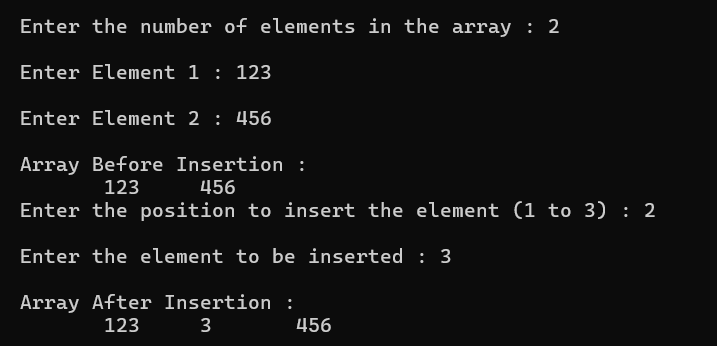 Enter the number of elements in the array : 2
Enter Element 1 : 123
Enter Element 2 : 456
Array Before Insertion :
123 456
Enter the position to insert the element (1 to 3) : 2
Enter the element to be inserted : 3
Array After Insertion :
123 3 456